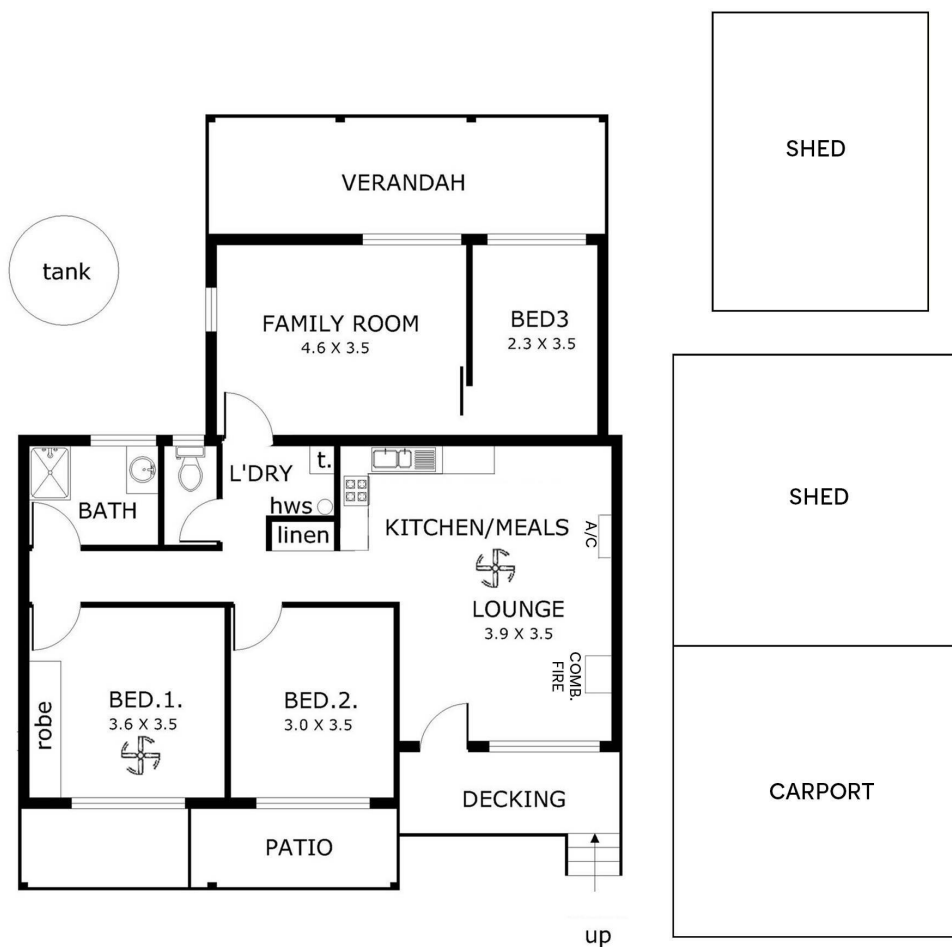 SHED
VERANDAH
tank
FAMILY ROOM
4.6 X 3.5
BED3
2.3 X 3.5
L'DRY
t.
BATH
hws
linen
KITCHEN/MEALS
A/C
SHED
LOUNGE
3.9 X 3.5
COMB.
FIRE
robe
BED.1.
3.6 X 3.5
BED.2.
3.0 X 3.5
DECKING
CARPORT
PATIO
up